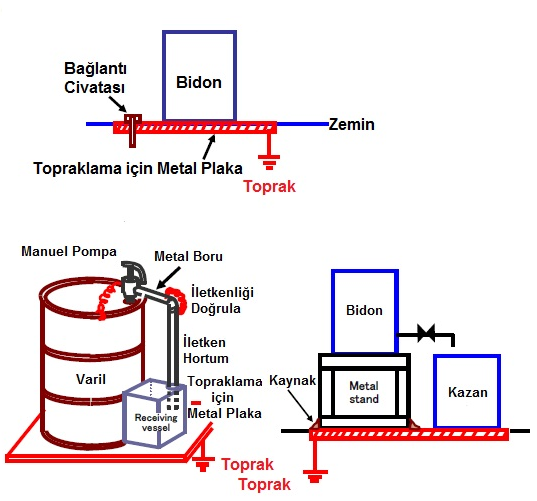 Bağlantı
Civatası
Bidon
Zemin
Topraklama için Metal Plaka
Toprak
Manuel Pompa
Metal Boru
İletkenliği
Doğrula
İletken
Hortum
Varil
Topraklama
için
Metal Plaka
Receiving
vessel
Toprak
Bidon
Kaynak
Metal
stand
Kazan
Toprak